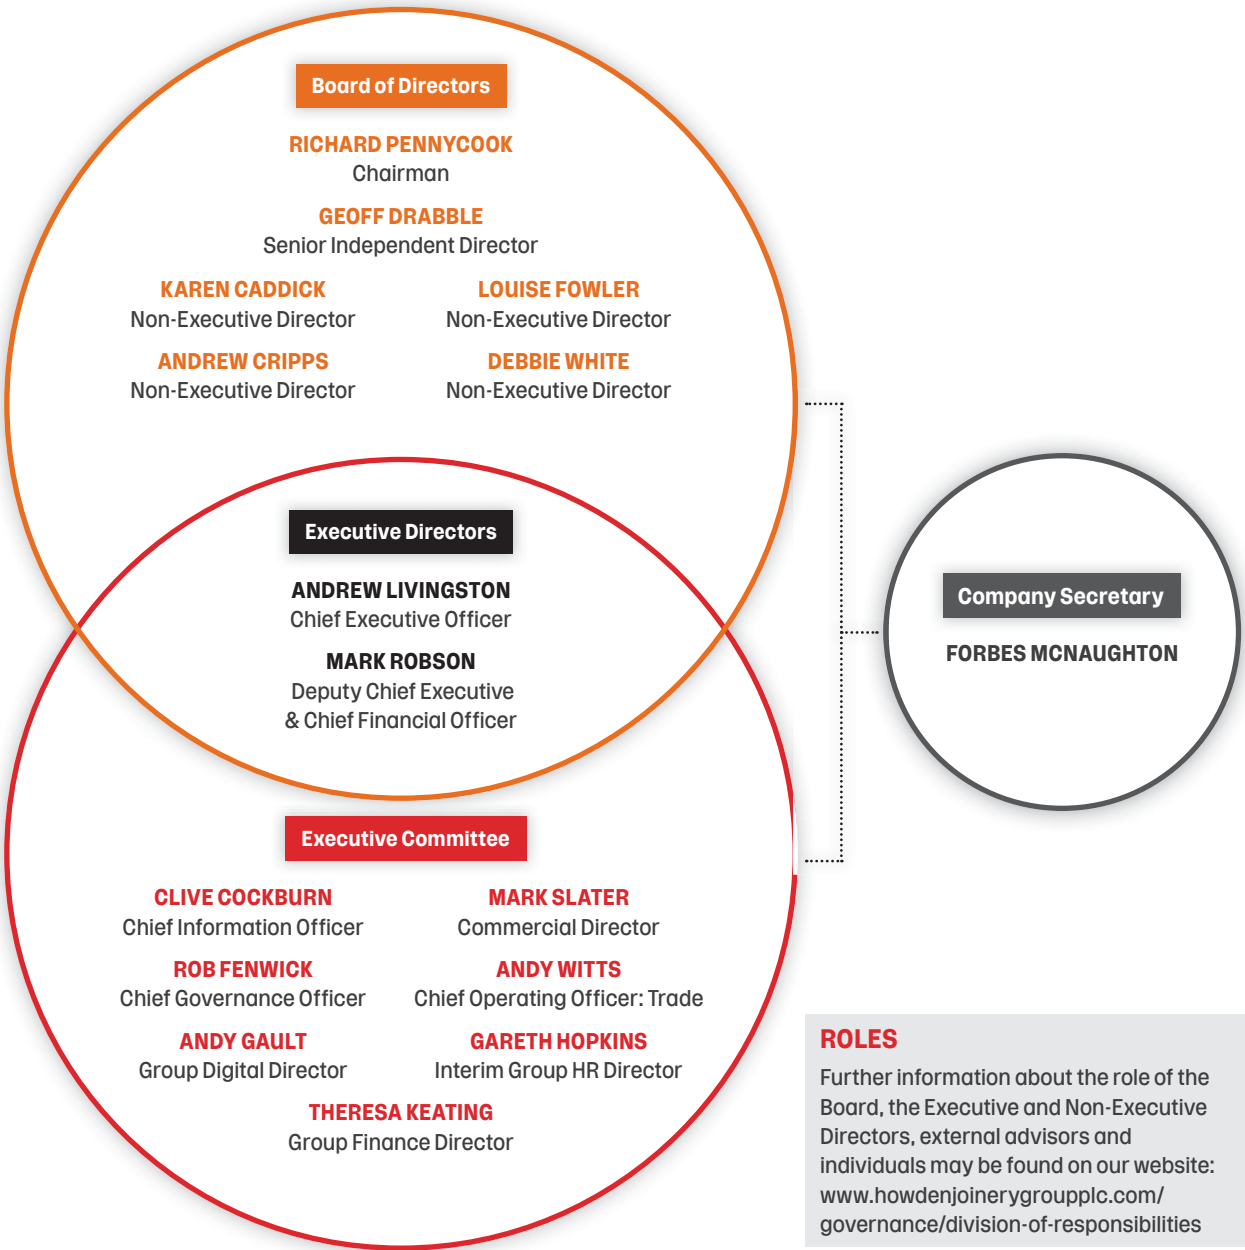 Board of Directors
RICHARD PENNYCOOK
Chairman
GEOFF DRABBLE
Senior Independent Director
KAREN CADDICK
Non-Executive Director
LOUISE FOWLER
Non-Executive Director
ANDREW CRIPPS
Non-Executive Director
DEBBIE WHITE
Non-Executive Director
Executive Directors
ANDREW LIVINGSTON
Chief Executive Officer
MARK ROBSON
Deputy Chief Executive
& Chief Financial Officer
Company Secretary
FORBES MCNAUGHTON
Executive Committee
CLIVE COCKBURN
Chief Information Officer
MARK SLATER
Commercial Director
ROB FENWICK
Chief Governance Officer
ANDY WITTS
Chief Operating Officer: Trade
ANDY GAULT
Group Digital Director
GARETH HOPKINS
Interim Group HR Director
THERESA KEATING
Group Finance Director
ROLES
Further information about the role of the
Board, the Executive and Non-Executive
Directors, external advisors and
individuals may be found on our website:
www.howdenjoinerygroupplc.com/
governance/division-of-responsibilities